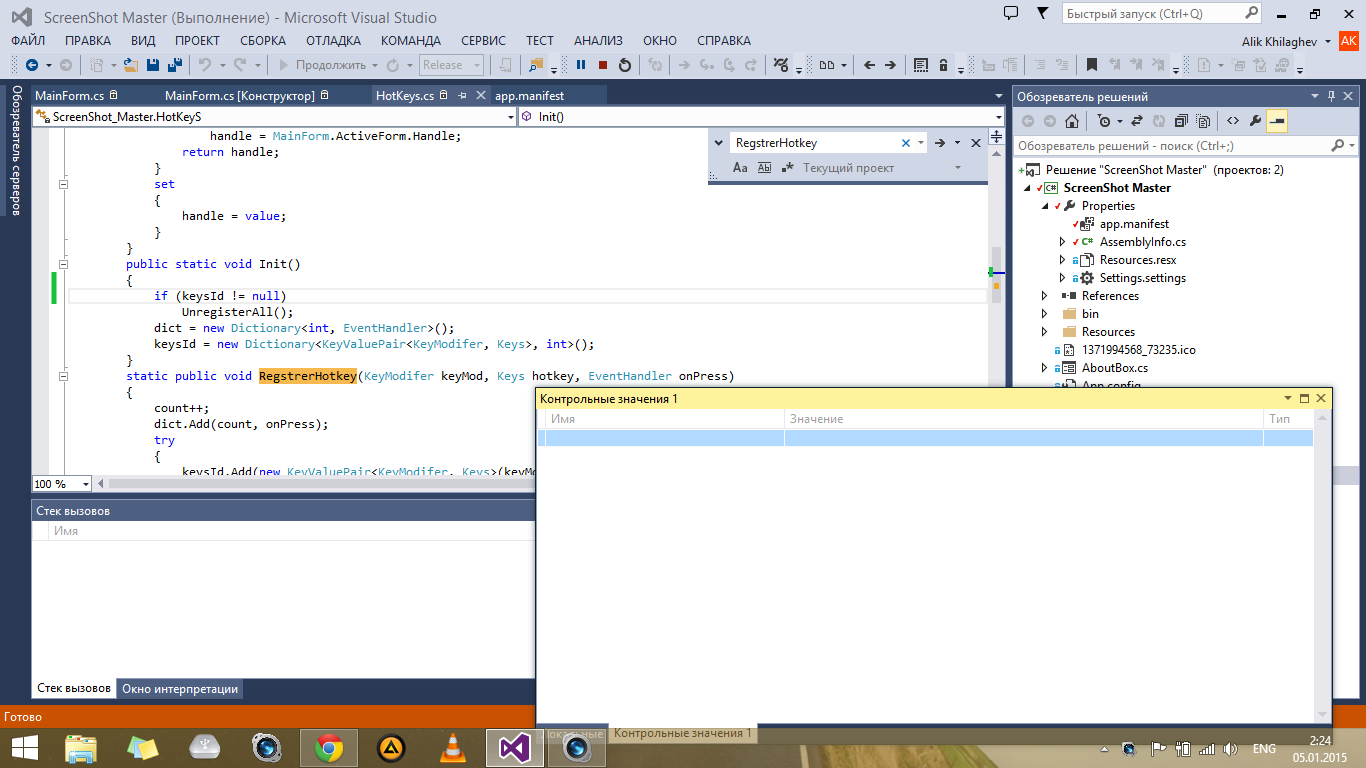 ScreenShot Master (Выполнение) - Microsoft Visual Studio
Быстрый запуск (Ctrl+Q)
ФАЙЛ ПРАВКА ВИД ПРОЕКТ СБОРКА ОТЛАДКА КОМАНДА СЕРВИС ТЕСТ АНАЛИЗ ОКНО СПРАВКА
Alik Khilaghev AK
Продолжить Release
Обозреватель серверов
MainForm.cs MainForm.cs [Конструктор] HotKeys.cs app.manifest
ScreenShot_Master.HotKeyS Init()
handle = MainForm.ActiveForm.Handle;
return handle;
}
set
{
handle = value;
}
}
public static void Init()
{
if (keysId != null)
UnregisterAll();
dict = new Dictionary<int, EventHandler>();
keysId = new Dictionary<KeyValuePair<KeyModifer, Keys>, int>();
}
static public void RegstrerHotkey(KeyModifer keyMod, Keys hotkey, EventHandler onPress)
{
count++;
dict.Add(count, onPress);
try
{
keysId.Add(new KeyValuePair<KeyModifer, Keys>(keyMo
RegstrerHotkey
Aa Ab Текущий проект
100 %
Обозреватель решений
Обозреватель решений - поиск (Ctrl+;)
Решение "ScreenShot Master" (проектов: 2)
ScreenShot Master
Properties
app.manifest
AssemblyInfo.cs
Resources.resx
Settings.settings
References
bin
Resources
1371994568_73235.ico
AboutBox.cs
App.config
Контрольные значения 1
Имя Значение Тип
Стек вызовов
Имя
Стек вызовов Окно интерпретации
Локальные Контрольные значения 1
Готово
ENG
2:24
05.01.2015